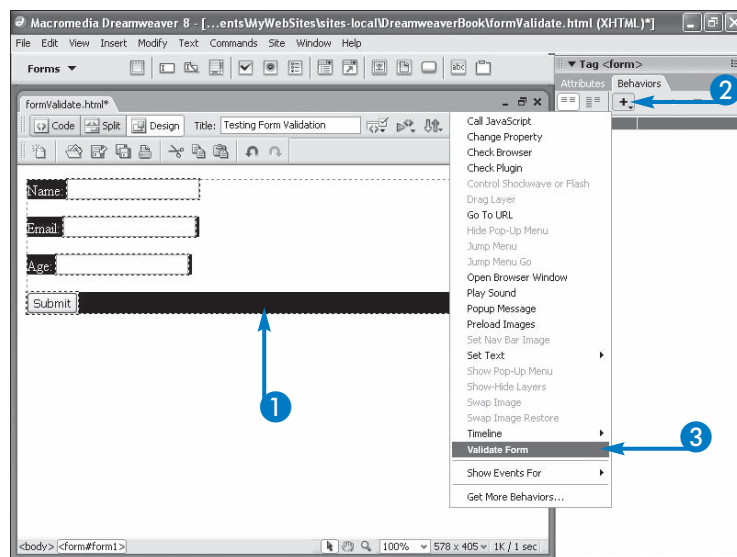 Macromedia Dreamweaver 8 - [...ents\MyWebSites\sites-local\DreamweaverBook\formValidate.html (XHTML)*]
File Edit View Insert Modify Text Commands Site Window Help
Forms
abc
Tag <form>
Attributes Behaviors
2
formValidate.html*
Code Split Design Title: Testing Form Validation
Name:
Email:
Age:
Submit
1
Call JavaScript
Change Property
Check Browser
Check Plugin
Control Shockwave or Flash
Drag Layer
Go To URL
Hide Pop-Up Menu
Jump Menu
Jump Menu Go
Open Browser Window
Play Sound
Popup Message
Preload Images
Set Nav Bar Image
Set Text
Show Pop-Up Menu
Show-Hide Layers
Swap Image
Swap Image Restore
Timeline
Validate Form
3
Show Events For
Get More Behaviors...
<body> <form#form1> 100% 578 x 405 1K / 1 sec